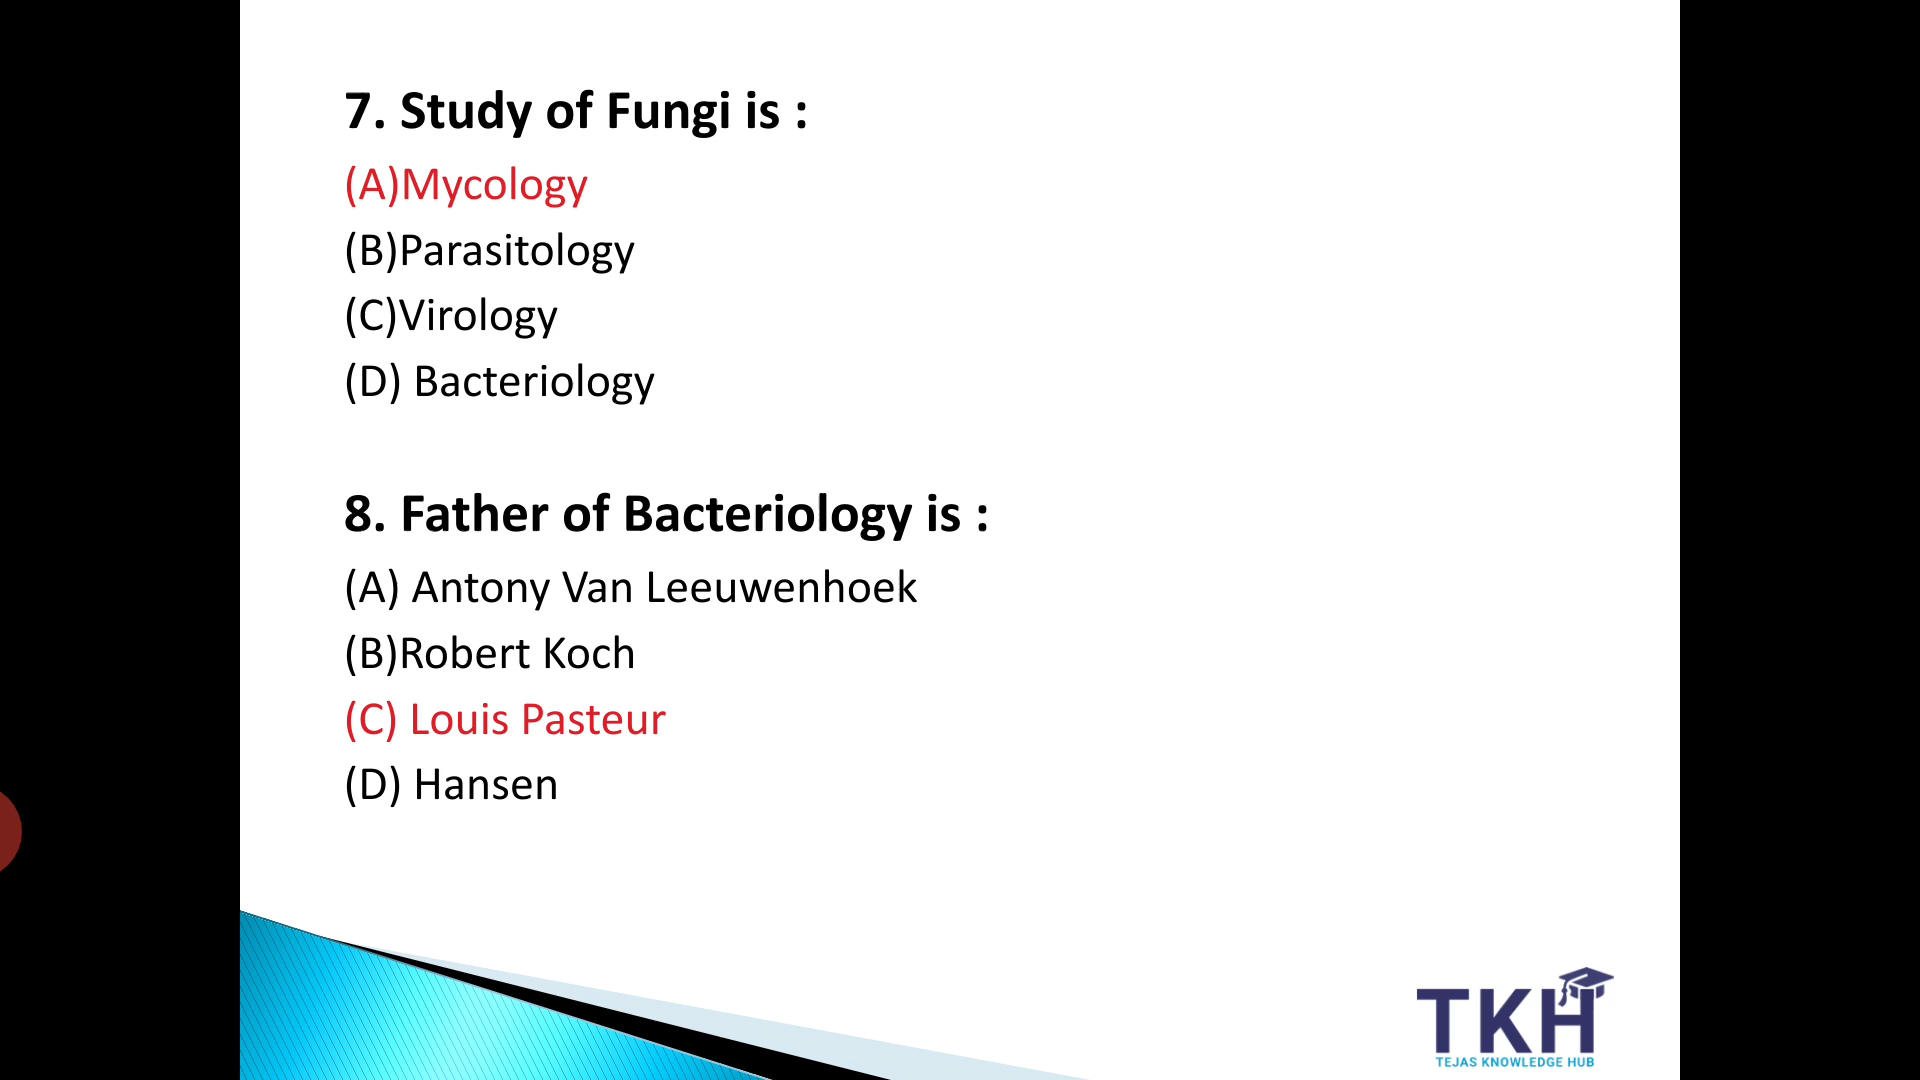 7. Study of Fungi is :
(A)Mycology
(B)Parasitology
(C)Virology
(D) Bacteriology
8. Father of Bacteriology is :
(A) Antony Van Leeuwenhoek
(B)Robert Koch
(C) Louis Pasteur
(D) Hansen
TKH
TEJAS KNOWLEDGE HUB